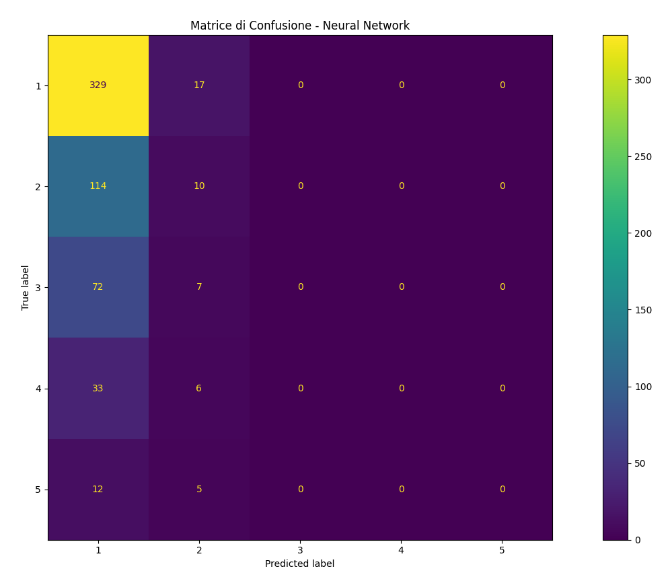 Matrice di Confusione - Neural Network
1 329 17 0 0 0
2 114 10 0 0 0
3 72 7 0 0 0
4 33 6 0 0 0
5 12 5 0 0 0
1 2 3 4 5
Predicted label
True label
300
250
200
150
100
50
0